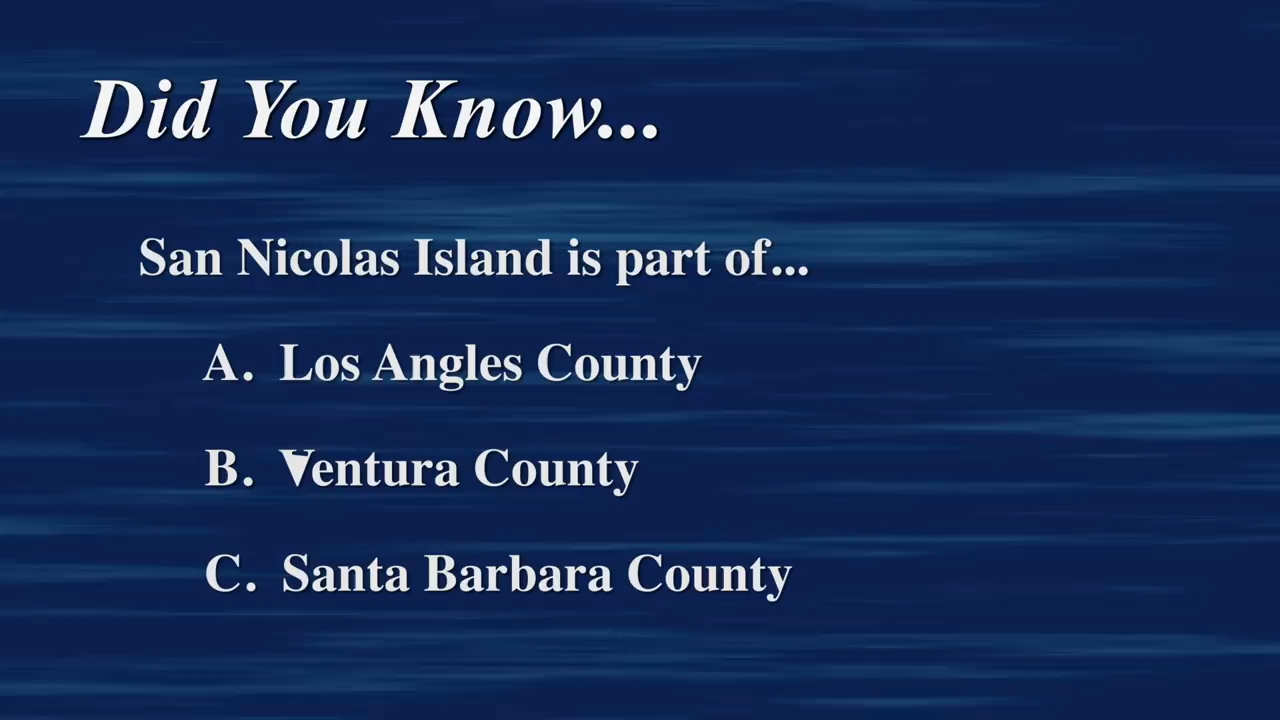 Did You Know...
San Nicolas Island is part of...
A. Los Angles County
B. Ventura County
C. Santa Barbara County